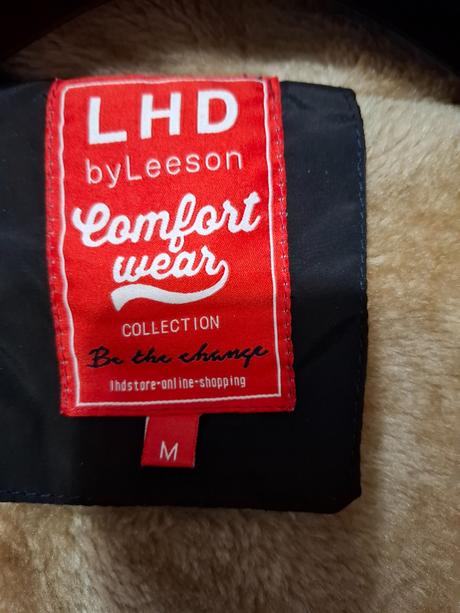 LHD
byLeeson
Comfort
wear
COLLECTION
Be the change
lhdstore-online-shopping
M